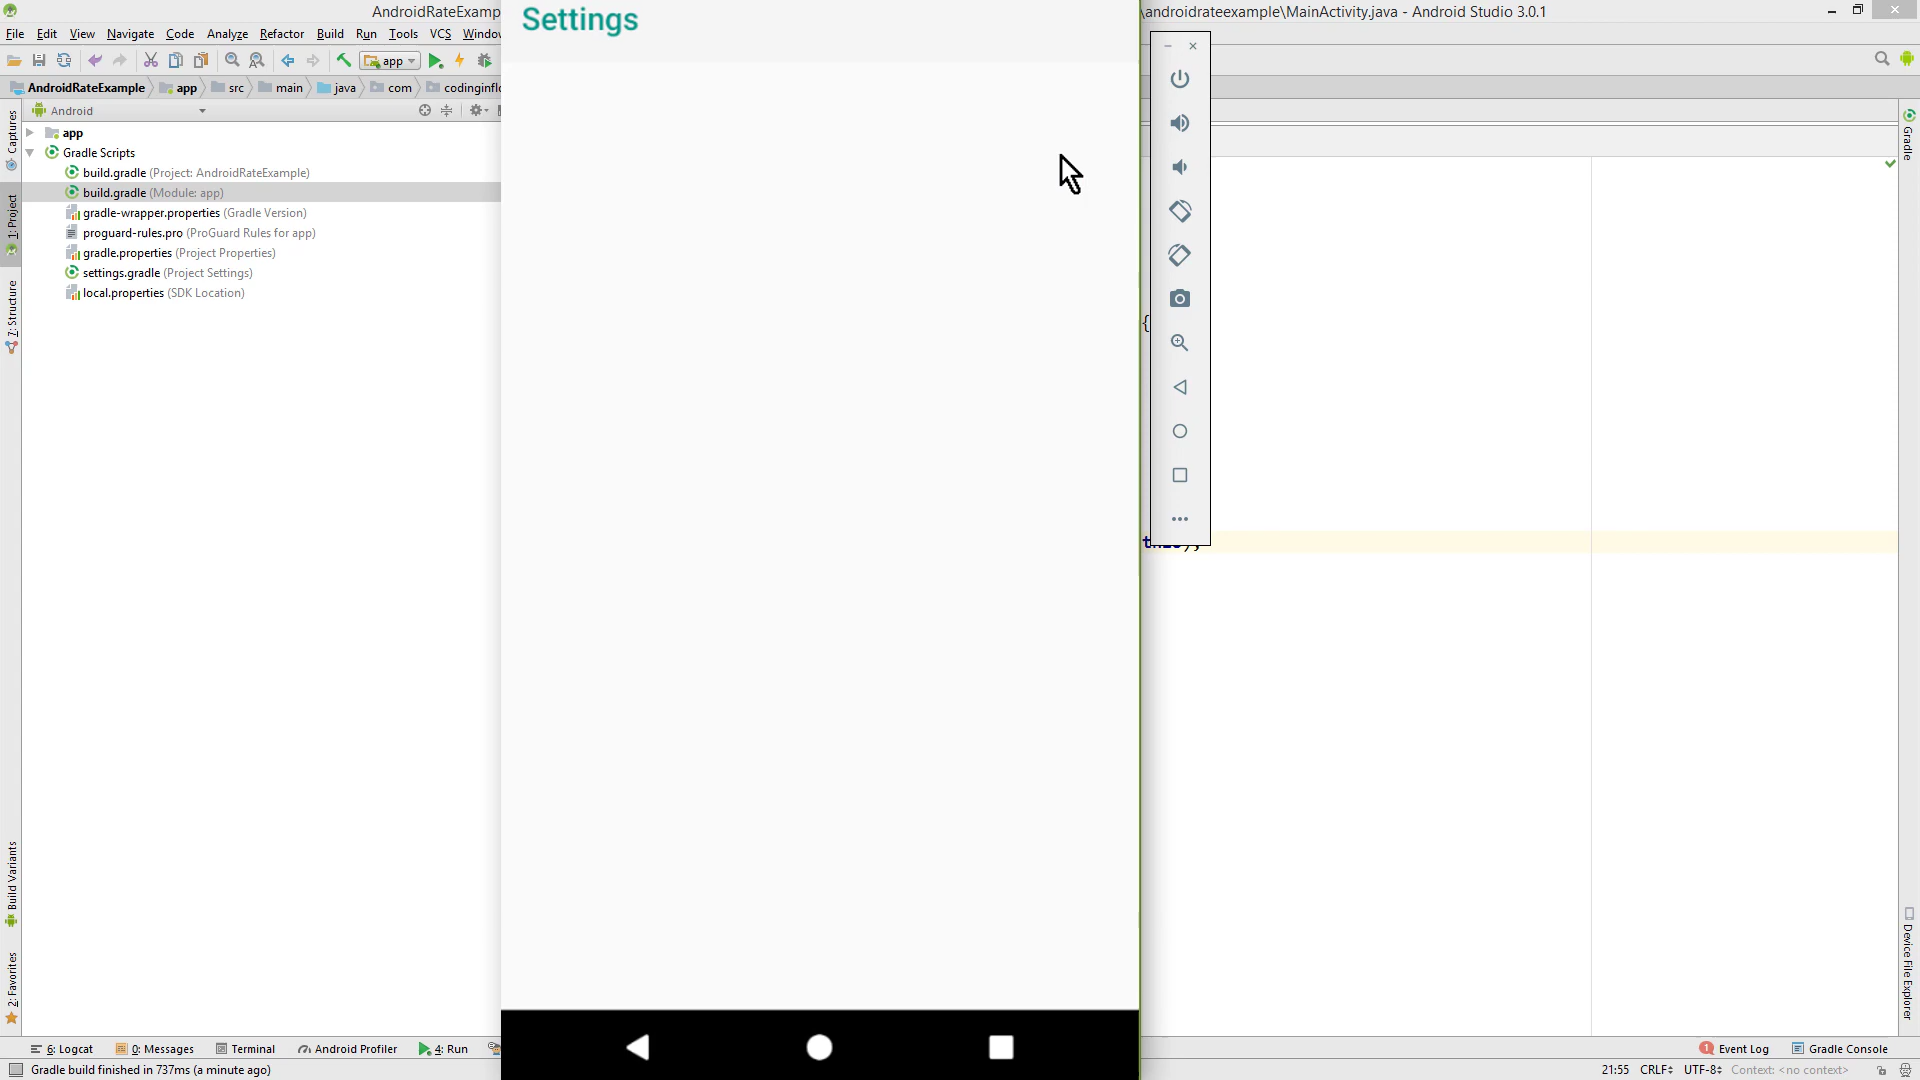 AndroidRateExamp
\androidrateexample\MainActivity.java - Android Studio 3.0.1
Settings
File Edit View Navigate Code Analyze Refactor Build Run Tools VCS Window
app
AndroidRateExample app src main java com codinginflo
Android
app
Gradle Scripts
build.gradle (Project: AndroidRateExample)
build.gradle (Module: app)
gradle-wrapper.properties (Gradle Version)
proguard-rules.pro (ProGuard Rules for app)
gradle.properties (Project Properties)
settings.gradle (Project Settings)
local.properties (SDK Location)
Captures
1: Project
7: Structure
Build Variants
2: Favorites
{
Gradle
Device File Explorer
6: Logcat 0: Messages Terminal Android Profiler 4: Run
1 Event Log Gradle Console
Gradle build finished in 737ms (a minute ago)
21:55 CRLF UTF-8 Context: <no context>